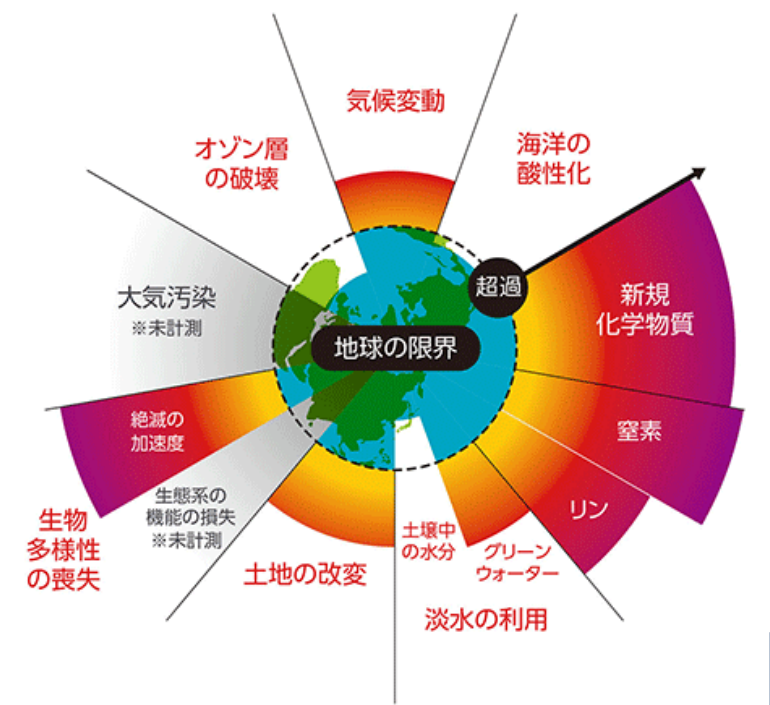 気候変動
オゾン層
の破壊
海洋の
酸性化
超過
新規
化学物質
大気汚染
※未計測
地球の限界
絶滅の
加速度
窒素
生態系の
機能の損失
※未計測
リン
生物
多様性
の喪失
土地の改変
土壌中
の水分
グリーン
ウォーター
淡水の利用